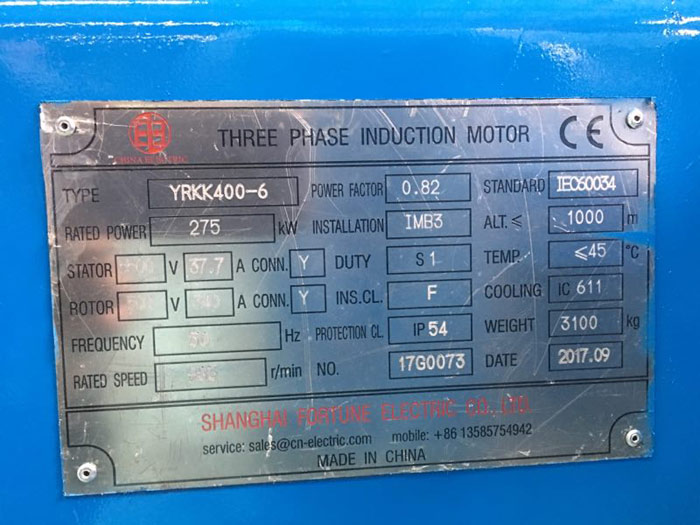 CHINA ELECTRIC
THREE PHASE INDUCTION MOTOR CE
TYPE YRKK400-6 POWER FACTOR 0.82 STANDARD IEC60034
RATED POWER 275 kW INSTALLATION IMB3 ALT.≤ 1000 m
STATOR V 37.7 A CONN. Y DUTY S1 TEMP. ≤45 °C
ROTOR V A CONN. Y INS.CL. F COOLING IC 611
FREQUENCY Hz PROTECTION CL IP54 WEIGHT 3100 kg
RATED SPEED r/min NO. 17G0073 DATE 2017.09
SHANGHAI FORTUNE ELECTRIC CO. LTD.
service: sales@cn-electric.com mobile: +86 13585754942
MADE IN CHINA